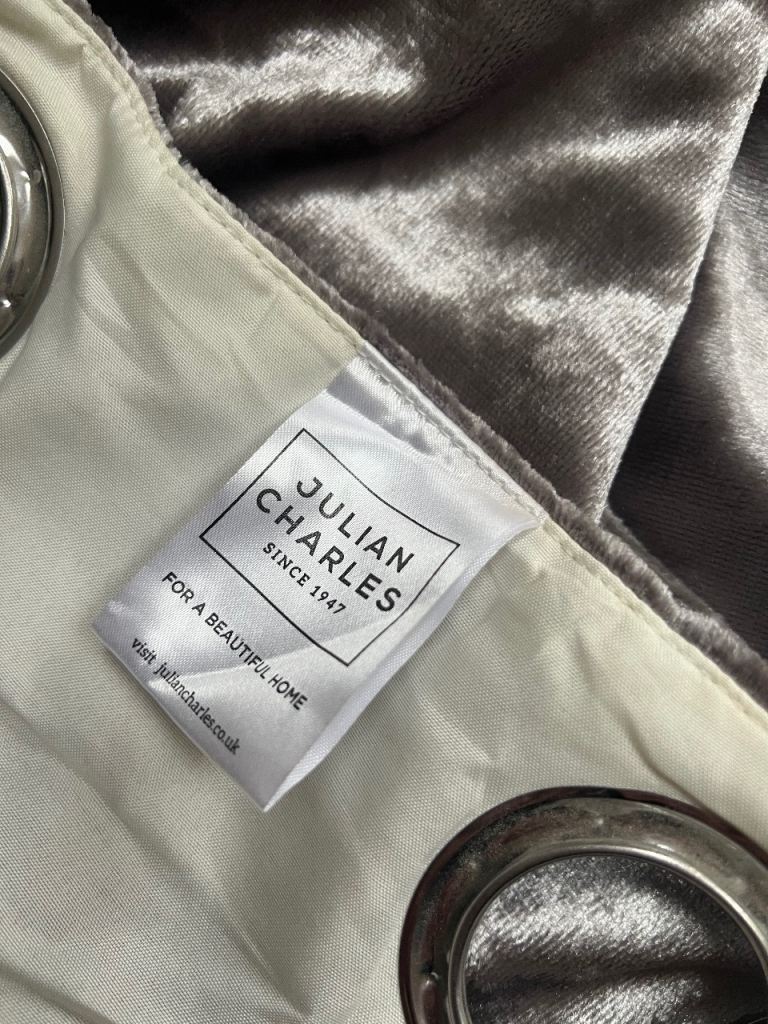 JULIAN
CHARLES
SINCE 1947
FOR A BEAUTIFUL HOME
visit juliancharles.co.uk